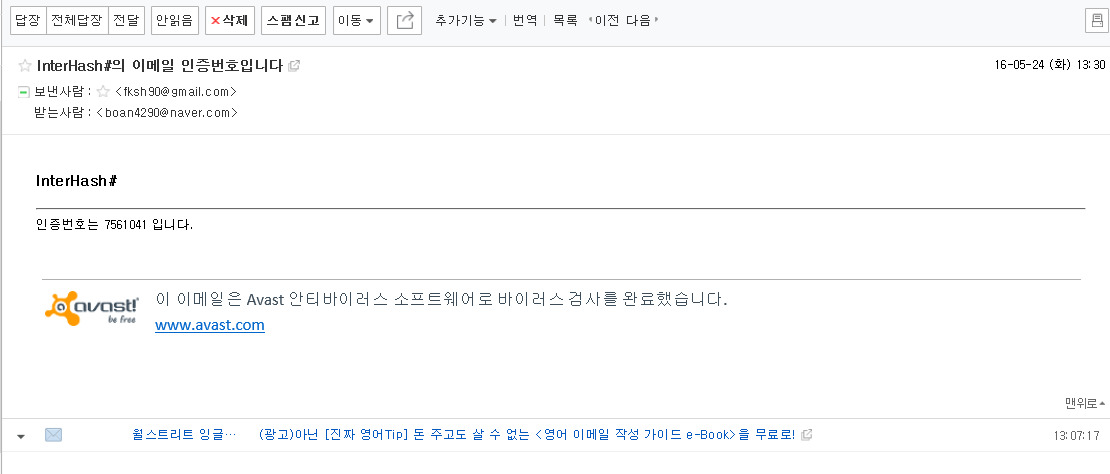 답장 전체답장 전달 안읽음 ×삭제 스팸신고 이동 추가기능 번역 목록 이전 다음
InterHash#의 이메일 인증번호입니다 16-05-24 (화) 13:30
보낸사람 : <fksh90@gmail.com>
받는사람 : <boan4290@naver.com>
InterHash#
인증번호는 7561041 입니다.
avast! be free
이 이메일은 Avast 안티바이러스 소프트웨어로 바이러스 검사를 완료했습니다.
www.avast.com
맨위로
월스트리트 잉글… (광고)아닌 [진짜 영어Tip] 돈 주고도 살 수 없는 <영어 이메일 작성 가이드 e-Book>을 무료로! 13:07:17